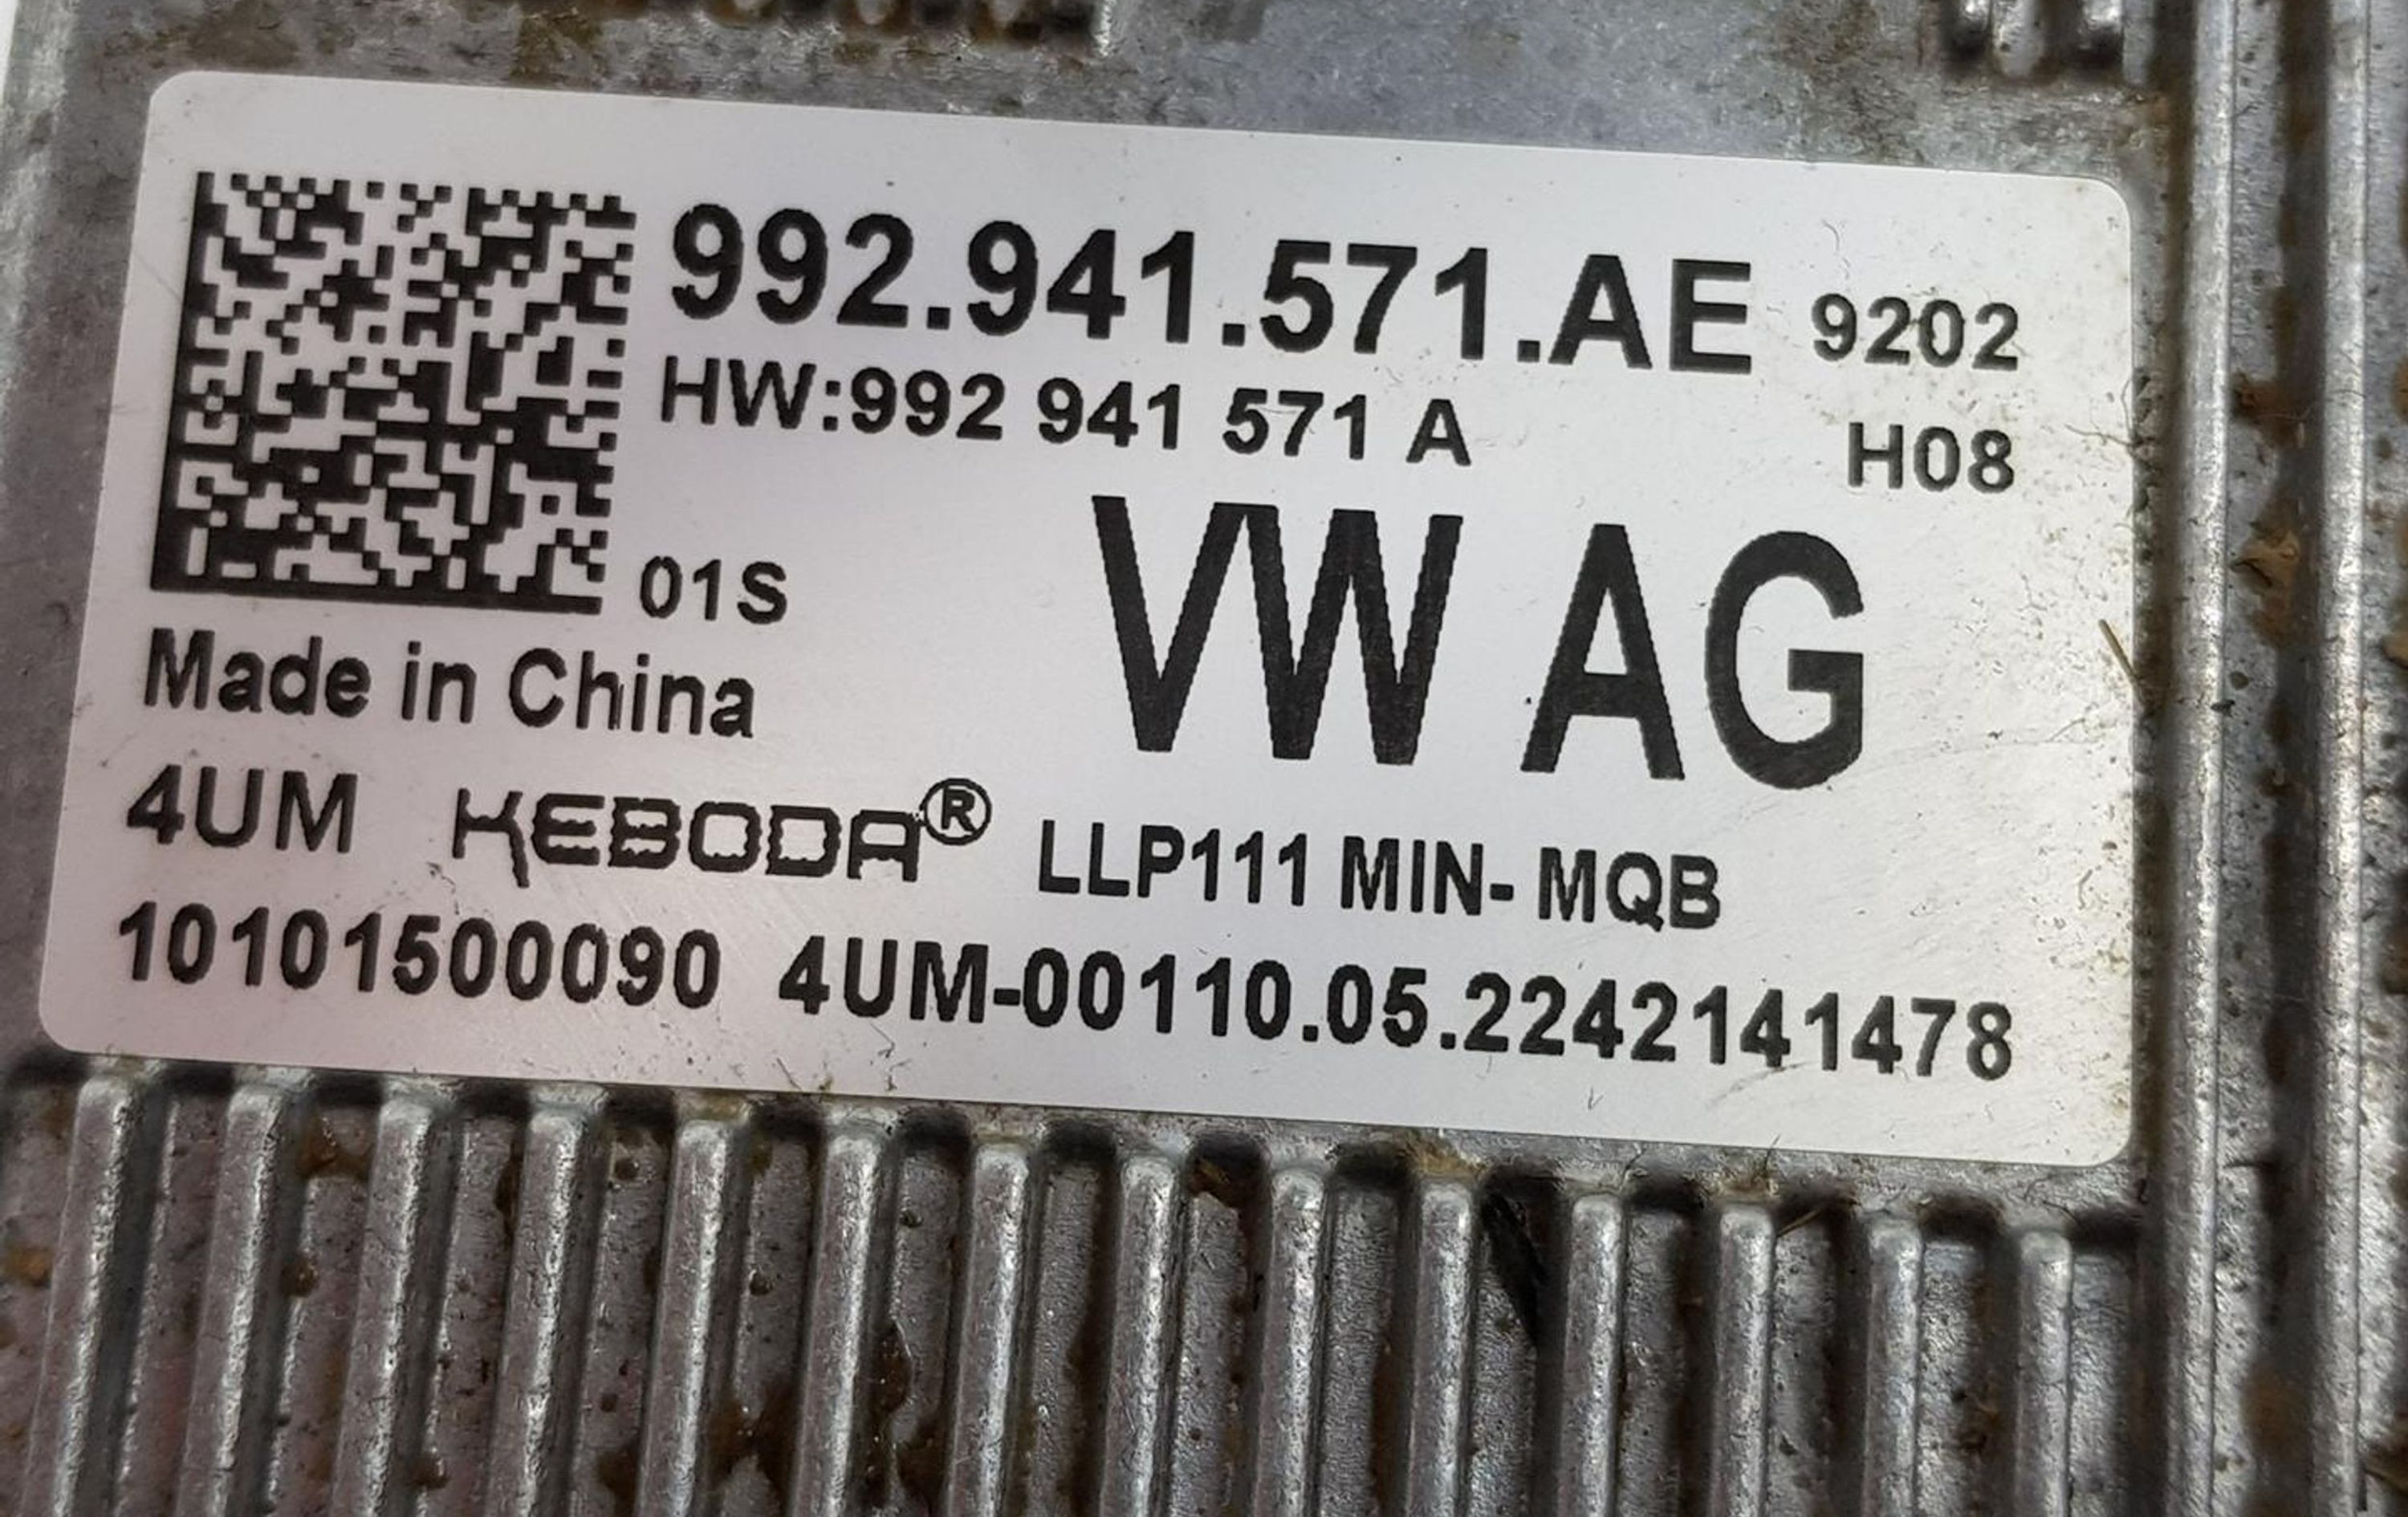 992.941.571.AE 9202
HW:992 941 571 A H08
01S VW AG
Made in China
4UM KEBODA® LLP111 MIN- MQB
10101500090 4UM-00110.05.2242141478